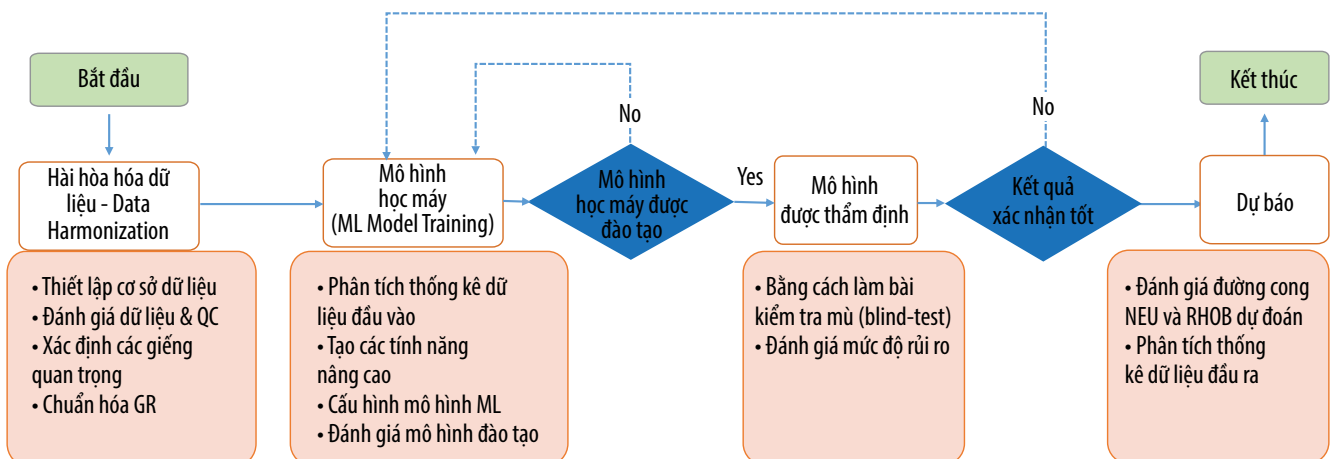 Bắt đầu
Kết thúc
No
No
Hài hòa hóa dữ
liệu - Data
Harmonization
Mô hình
học máy
(ML Model Training)
Mô hình
học máy được
đào tạo
Yes
Mô hình
được thẩm định
Kết quả
xác nhận tốt
Dự báo
• Thiết lập cơ sở dữ liệu
• Đánh giá dữ liệu & QC
• Xác định các giếng
quan trọng
• Chuẩn hóa GR
• Phân tích thống kê dữ
liệu đầu vào
• Tạo các tính năng
nâng cao
• Cấu hình mô hình ML
• Đánh giá mô hình đào tạo
• Bằng cách làm bài
kiểm tra mù (blind-test)
• Đánh giá mức độ rủi ro
• Đánh giá đường cong
NEU và RHOB dự đoán
• Phân tích thống
kê dữ liệu đầu ra